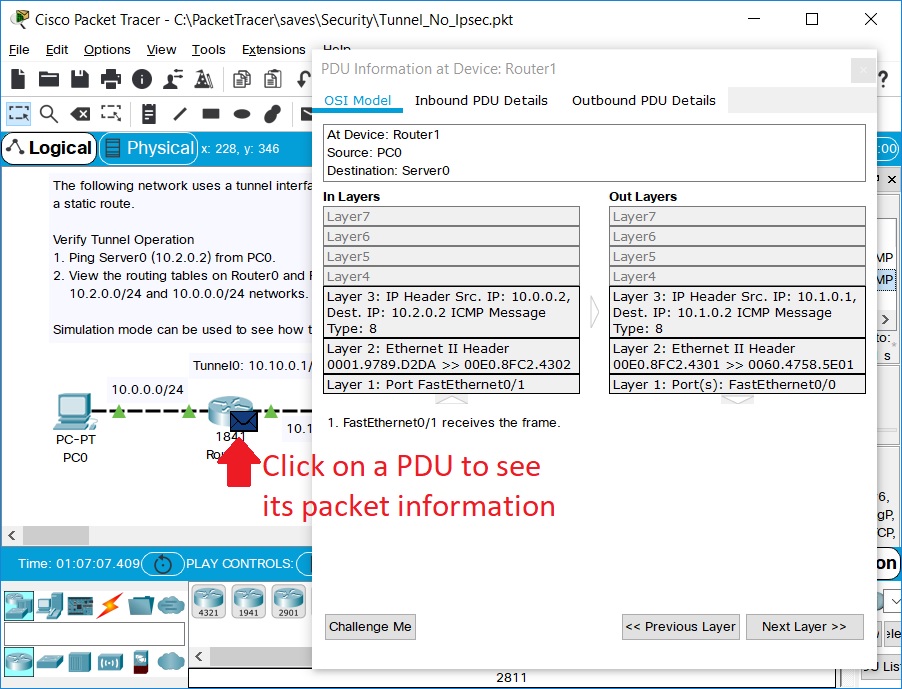 Cisco Packet Tracer - C:\PacketTracer\saves\Security\Tunnel_No_Ipsec.pkt
File Edit Options View Tools Extensions Help
PDU Information at Device: Router1
OSI Model Inbound PDU Details Outbound PDU Details
Logical Physical x: 228, y: 346
:00
At Device: Router1
Source: PC0
Destination: Server0
The following network uses a tunnel interfa
a static route.
Verify Tunnel Operation
1. Ping Server0 (10.2.0.2) from PC0.
2. View the routing tables on Router0 and
10.2.0.0/24 and 10.0.0.0/24 networks.
Simulation mode can be used to see how t
Tunnel0: 10.10.0.1/
10.0.0.0/24
10.1
PC-PT
PC0
1841
Ro
In Layers
Layer7
Layer6
Layer5
Layer4
Layer 3: IP Header Src. IP: 10.0.0.2,
Dest. IP: 10.2.0.2 ICMP Message
Type: 8
Layer 2: Ethernet II Header
0001.9789.D2DA >> 00E0.8FC2.4302
Layer 1: Port FastEthernet0/1
Out Layers
Layer7
Layer6
Layer5
Layer4
Layer 3: IP Header Src. IP: 10.1.0.1,
Dest. IP: 10.1.0.2 ICMP Message
Type: 8
Layer 2: Ethernet II Header
00E0.8FC2.4301 >> 0060.4758.5E01
Layer 1: Port(s): FastEthernet0/0
1. FastEthernet0/1 receives the frame.
Click on a PDU to see
its packet information
MP
MP
to:
s
6,
gP,
CP,
on
Time: 01:07:07.409 PLAY CONTROLS:
4321 1941 2901
Challenge Me << Previous Layer Next Layer >>
ele
U List
2811